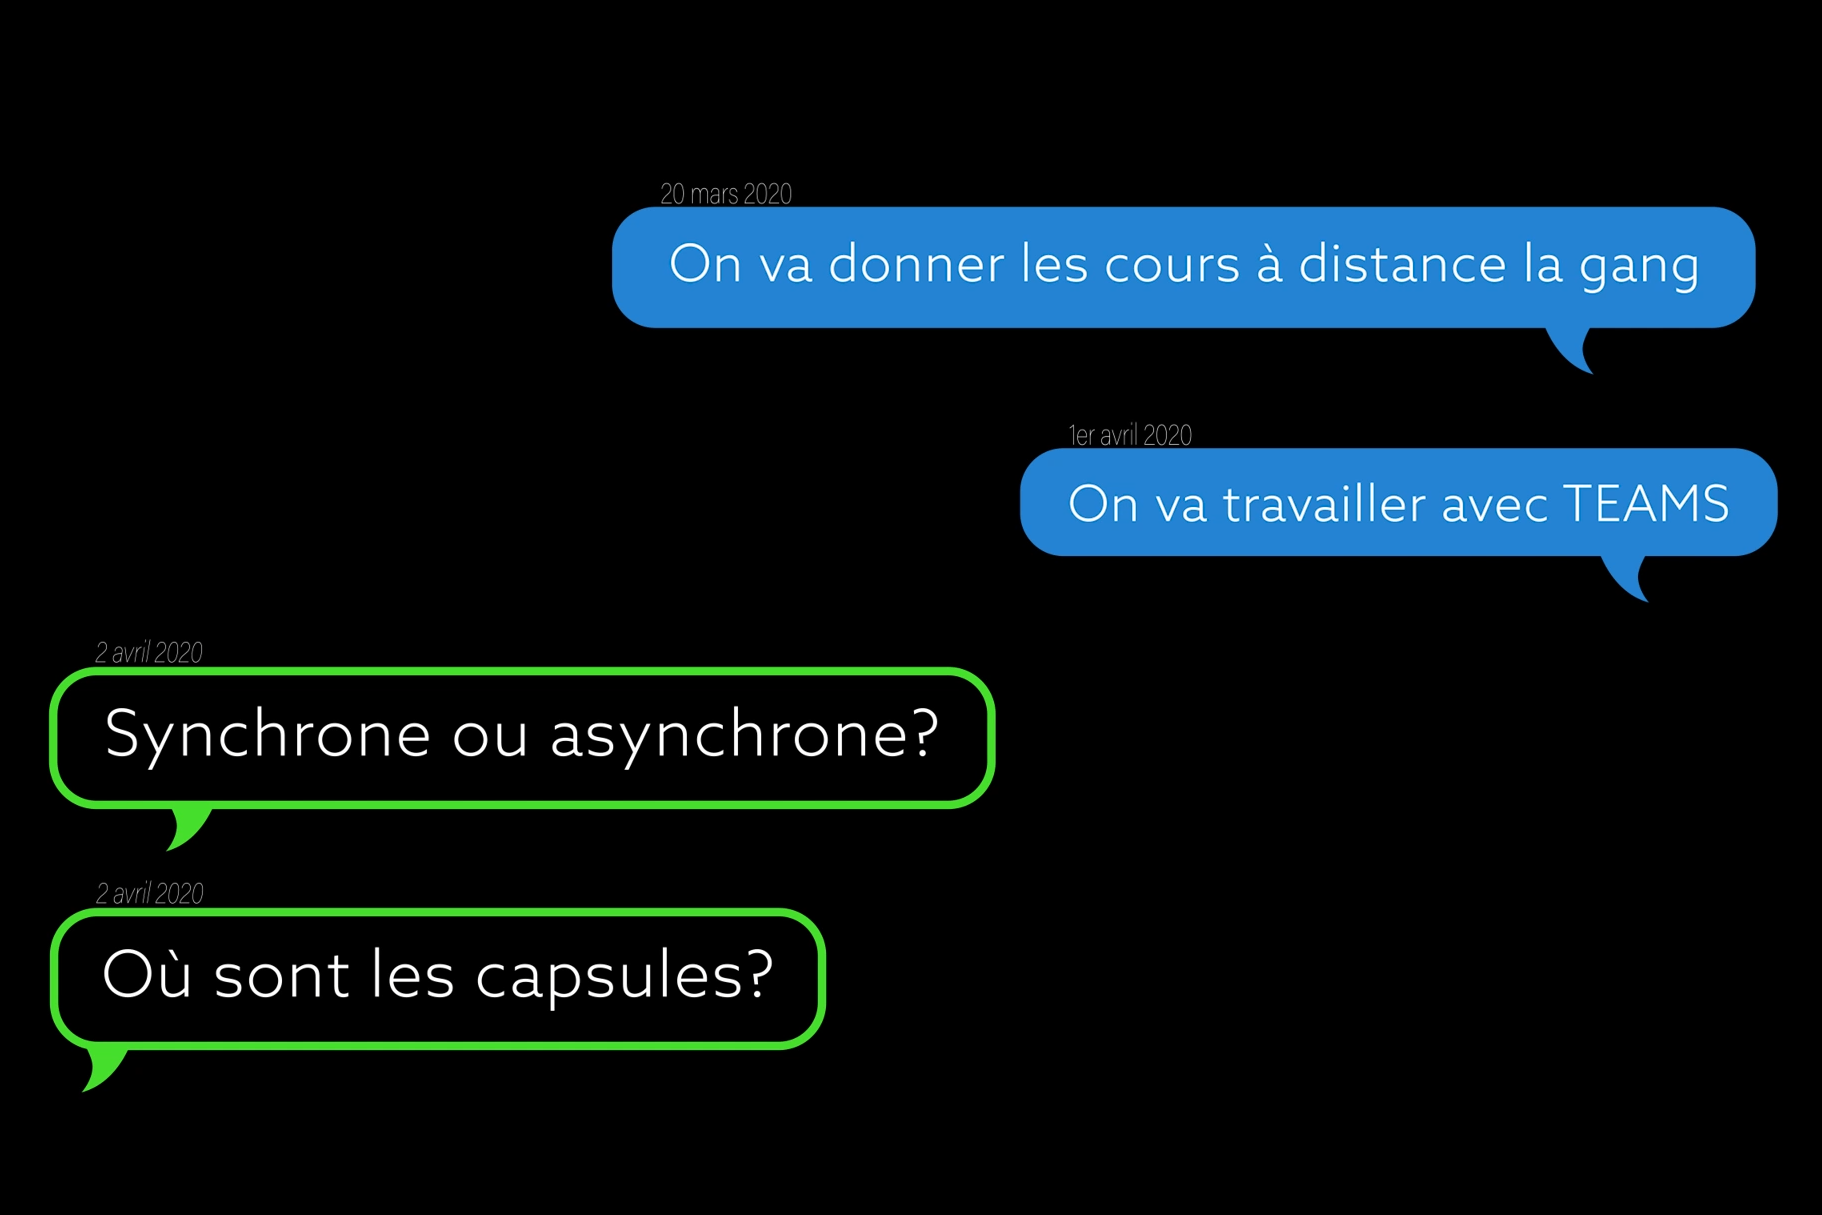 20 mars 2020
On va donner les cours à distance la gang
1er avril 2020
On va travailler avec TEAMS
2 avril 2020
Synchrone ou asynchrone?
2 avril 2020
Où sont les capsules?